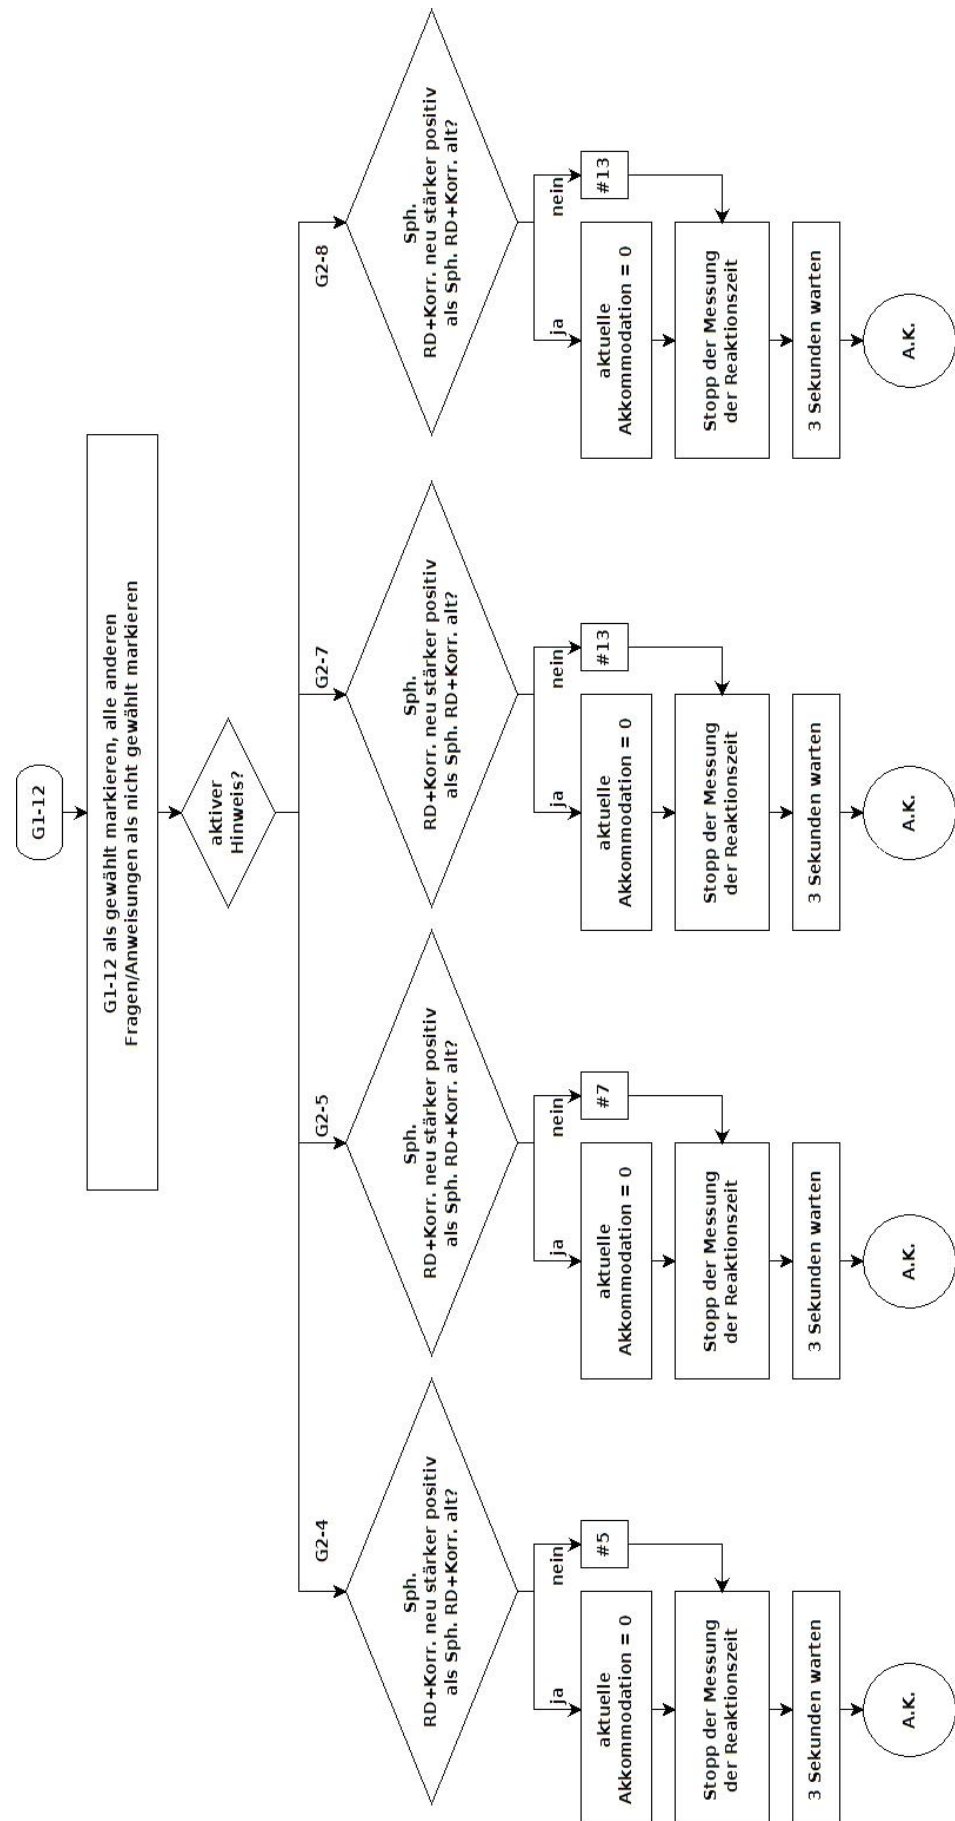 G1-12
G1-12 als gewählt markieren, alle anderen
Fragen/Anweisungen als nicht gewählt markieren
aktiver
Hinweis?
G2-4
Sph.
RD+Korr. neu stärker positiv
als Sph. RD+Korr. alt?
ja
nein
aktuelle
Akkommodation = 0
#5
Stopp der Messung
der Reaktionszeit
3 Sekunden warten
A.K.
G2-5
Sph.
RD+Korr. neu stärker positiv
als Sph. RD+Korr. alt?
ja
nein
aktuelle
Akkommodation = 0
#7
Stopp der Messung
der Reaktionszeit
3 Sekunden warten
A.K.
G2-7
Sph.
RD+Korr. neu stärker positiv
als Sph. RD+Korr. alt?
ja
nein
aktuelle
Akkommodation = 0
#13
Stopp der Messung
der Reaktionszeit
3 Sekunden warten
A.K.
G2-8
Sph.
RD+Korr. neu stärker positiv
als Sph. RD+Korr. alt?
ja
nein
aktuelle
Akkommodation = 0
#13
Stopp der Messung
der Reaktionszeit
3 Sekunden warten
A.K.